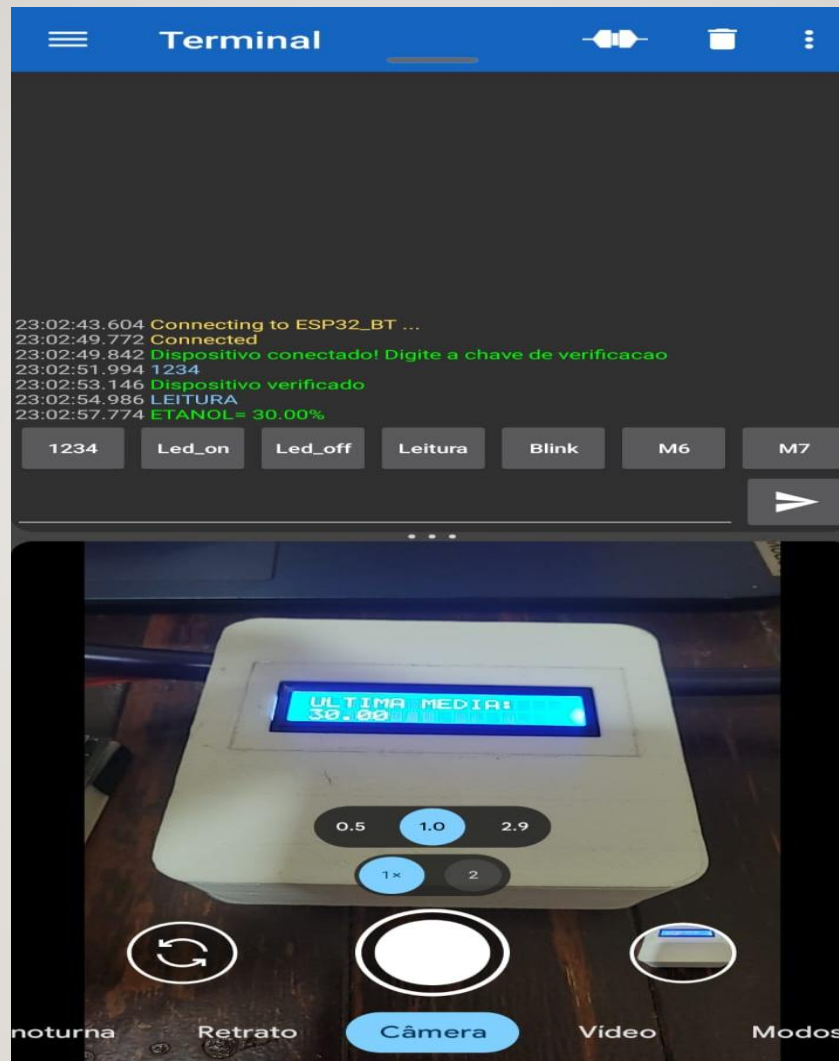 Terminal
23:02:43.604 Connecting to ESP32_BT ...
23:02:49.772 Connected
23:02:49.842 Dispositivo conectado! Digite a chave de verificacao
23:02:51.994 1234
23:02:53.146 Dispositivo verificado
23:02:54.986 LEITURA
23:02:57.774 ETANOL= 30.00%
1234 Led_on Led_off Leitura Blink M6 M7
ULTIMA MEDIA:
30.00
0.5 1.0 2.9
1× 2
noturna Retrato Câmera Vídeo Modos